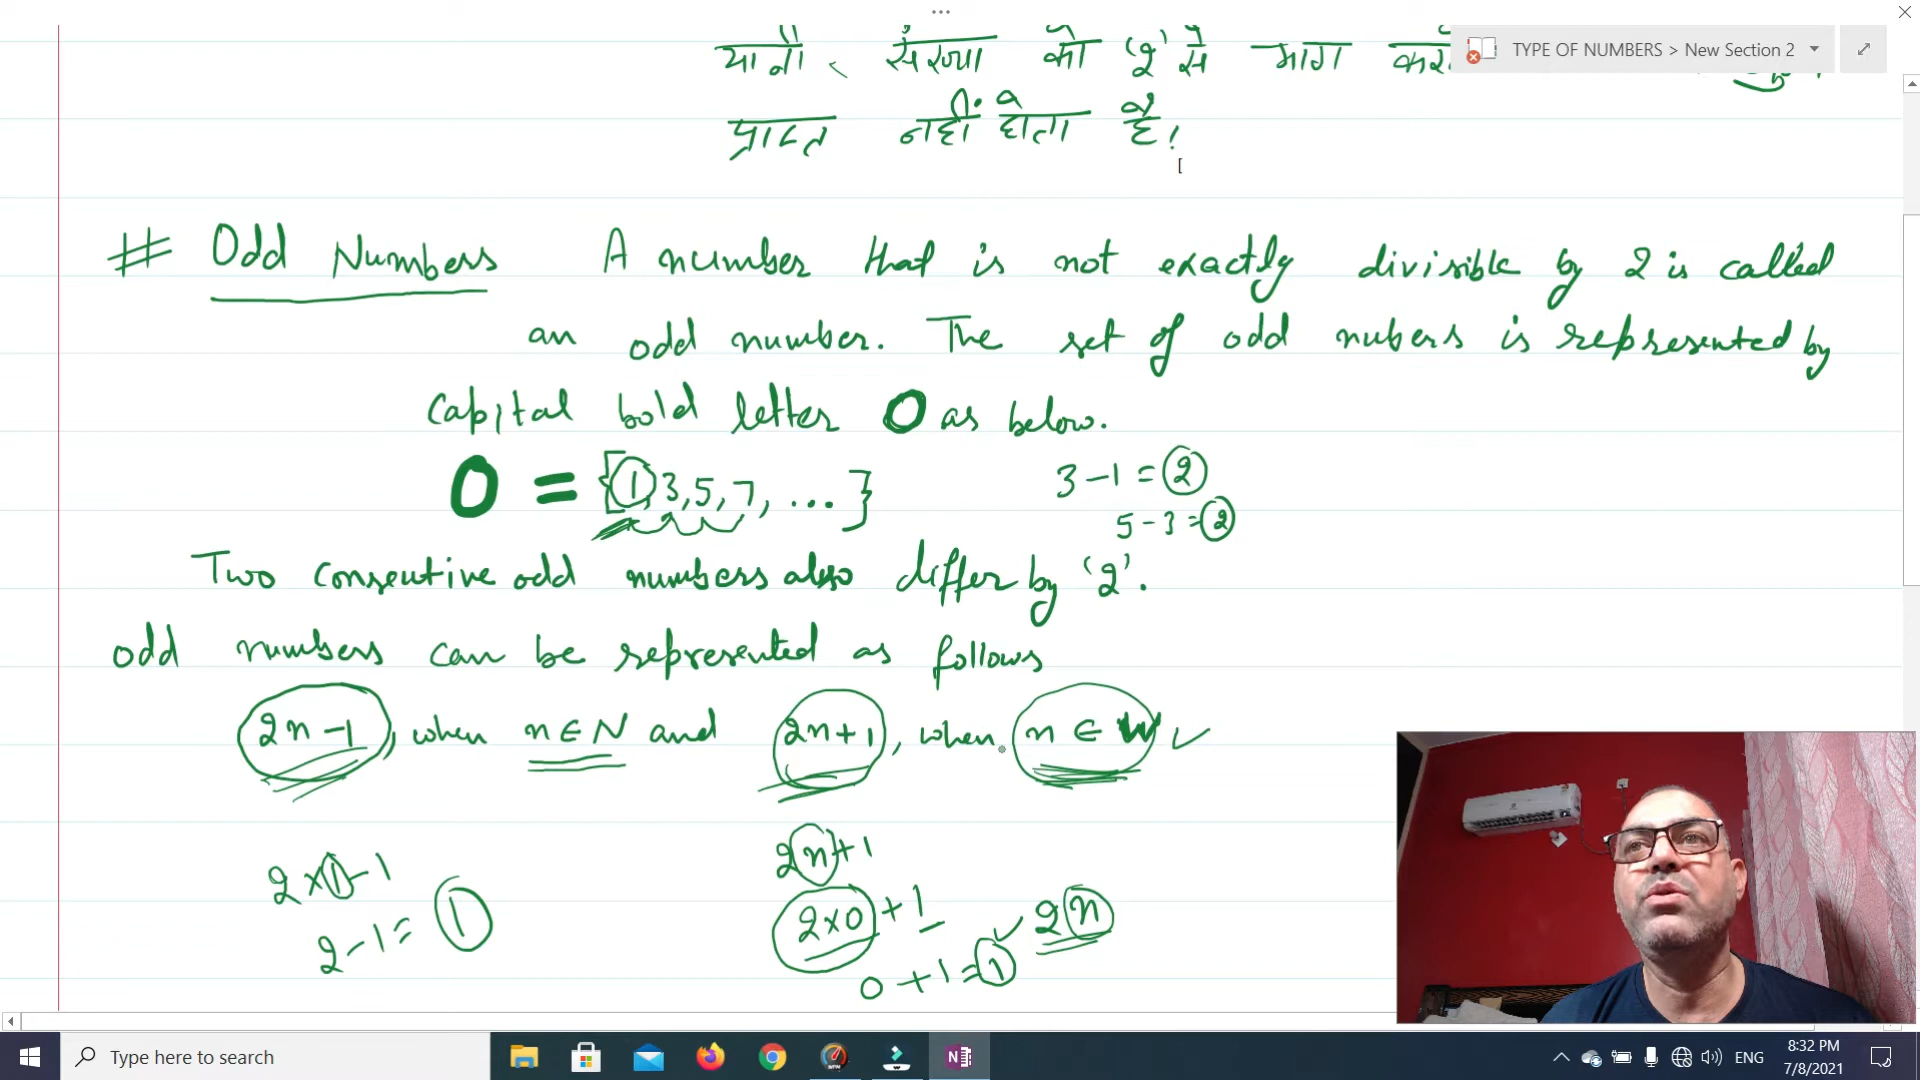 TYPE OF NUMBERS > New Section 2
संख्या को '2' से भाग
प्राप्त नहीं होता है!
# Odd Numbers A number that is not exactly divisible by 2 is called
an odd number. The set of odd nubers is represented by
capital bold letter O as below.
O = {1, 3, 5, 7, ... }
3 - 1 = 2
5 - 3 = 2
Two consentive odd numbers also differ by '2'.
odd numbers can be represented as follows
2n - 1, when n ∈ N and 2n + 1, when n ∈ W ✓
2 × 1 - 1
2 - 1 = 1
2n + 1
2 × 0 + 1
0 + 1 = 1 ✓
2n
Type here to search
ENG
8:32 PM
7/8/2021